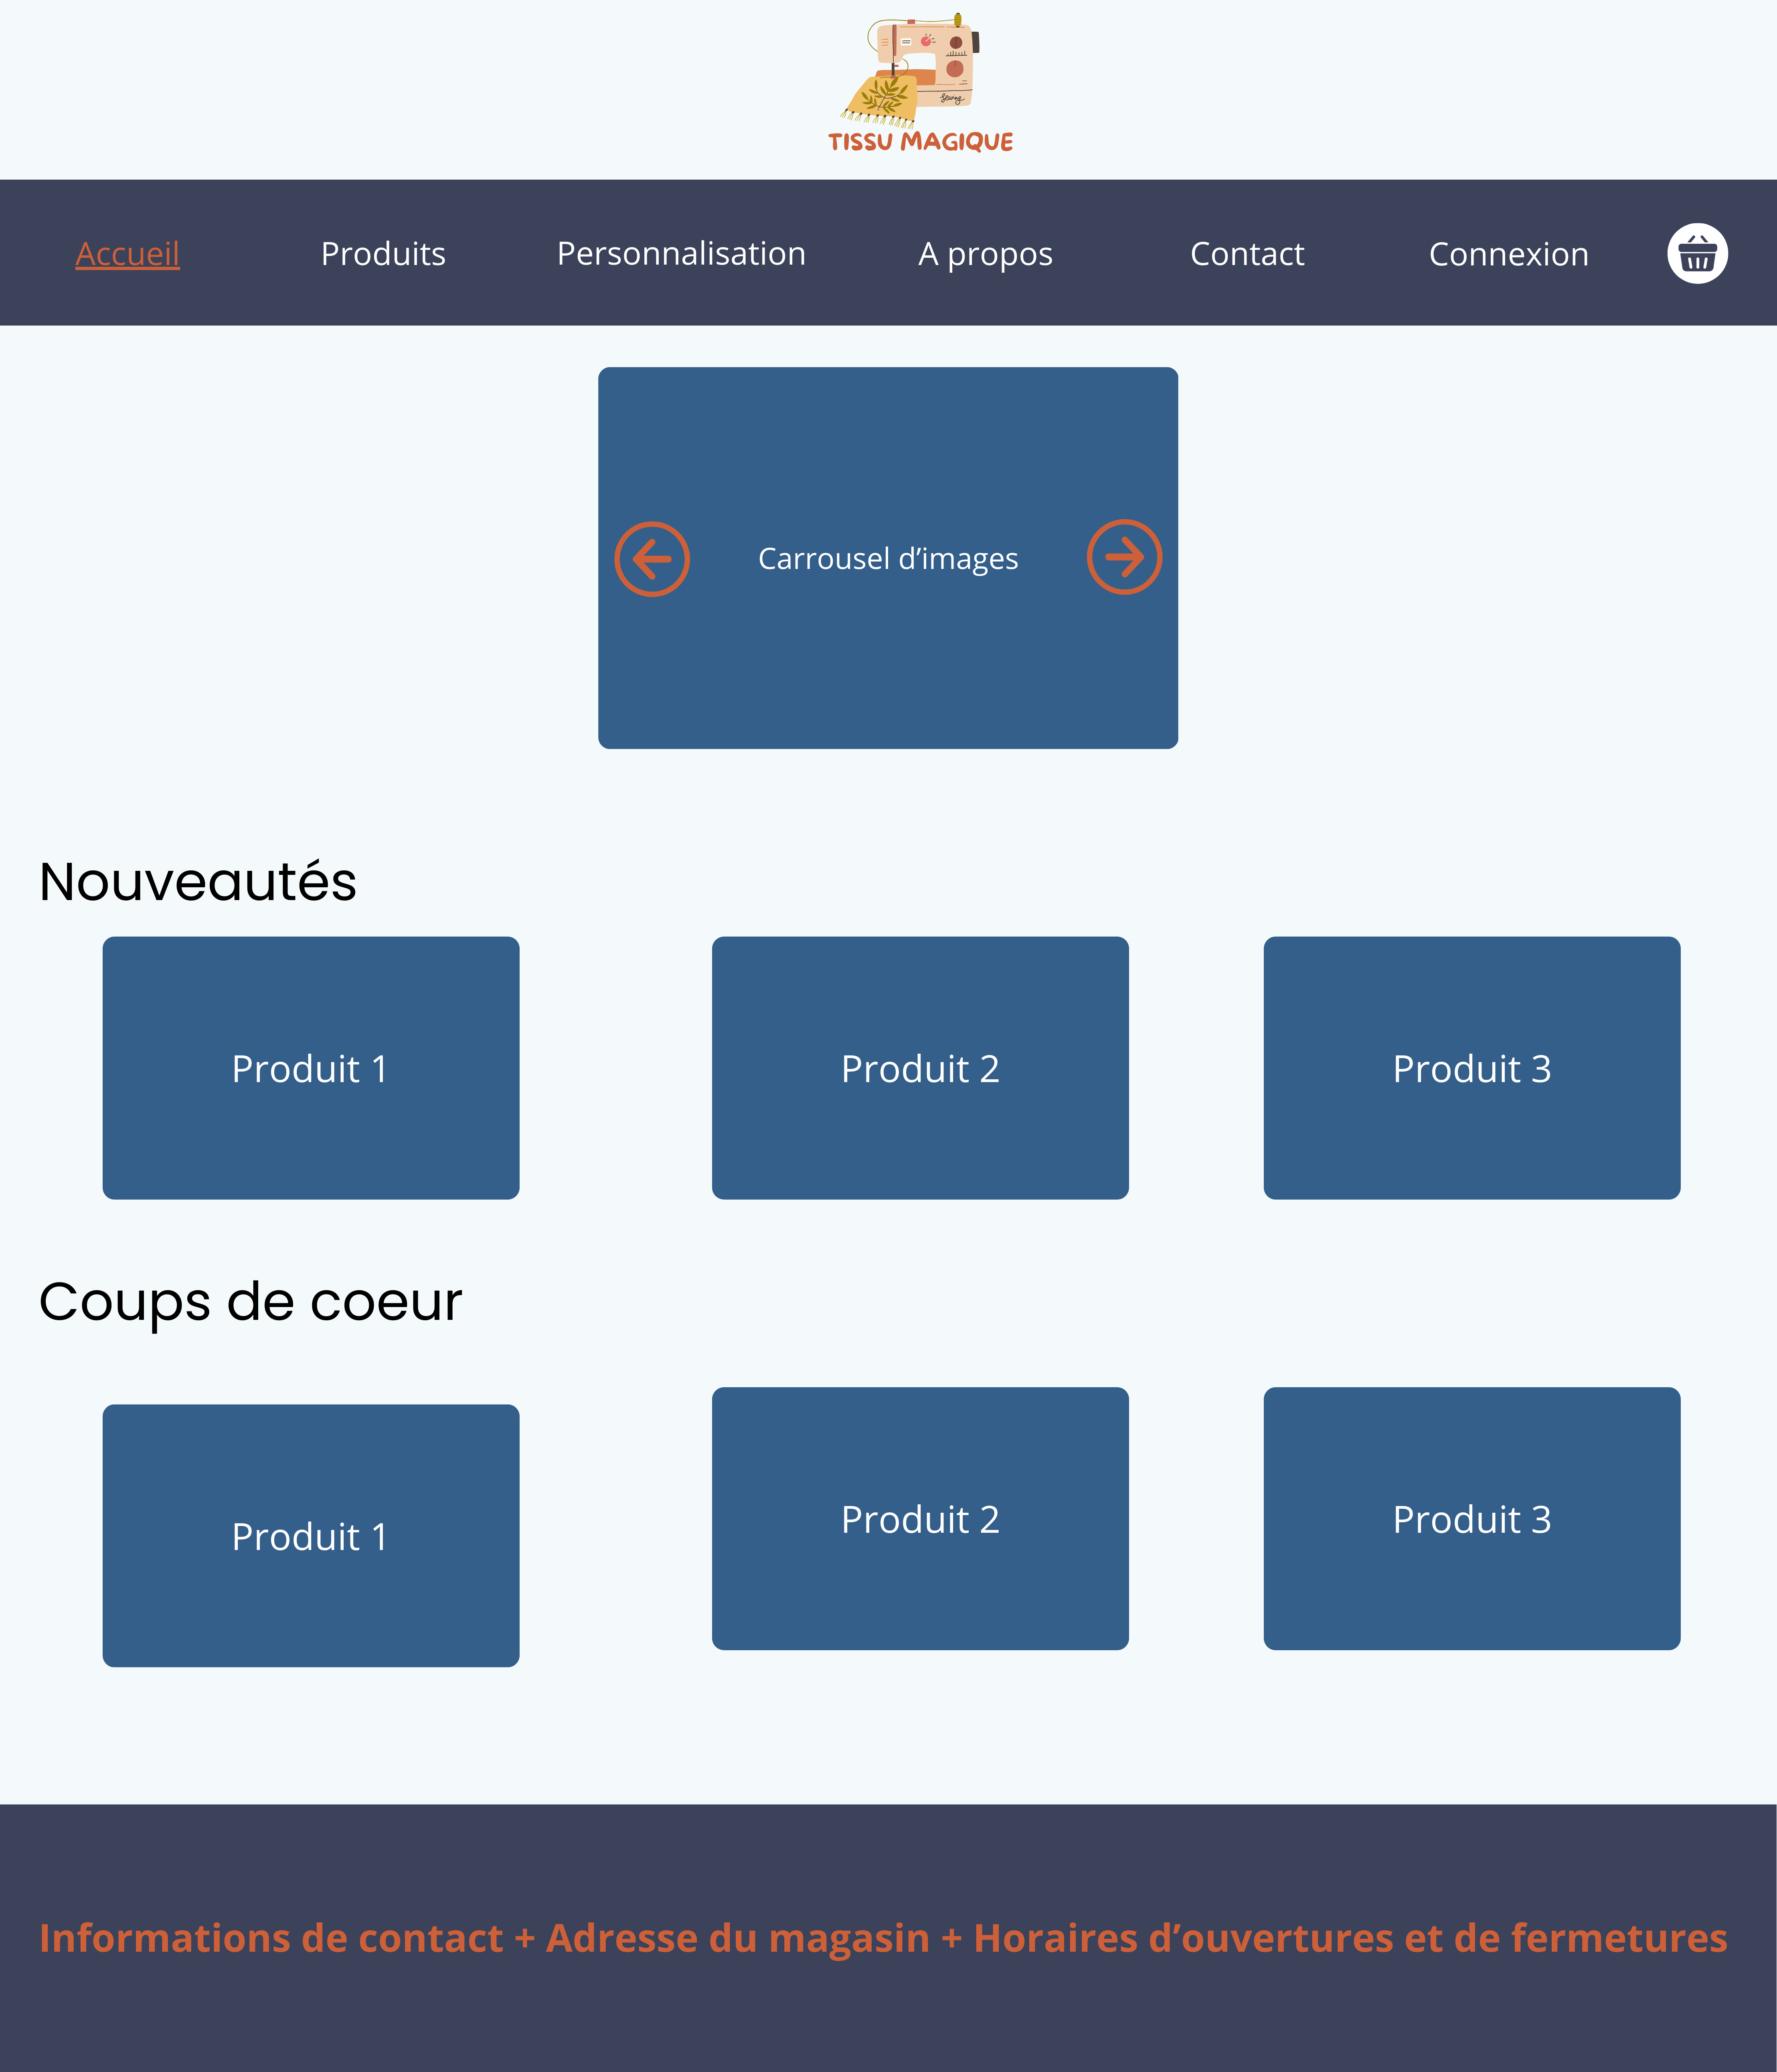 Sewing
TISSU MAGIQUE
Accueil Produits Personnalisation A propos Contact Connexion
Carrousel d’images
Nouveautés
Produit 1 Produit 2 Produit 3
Coups de coeur
Produit 1 Produit 2 Produit 3
Informations de contact + Adresse du magasin + Horaires d’ouvertures et de fermetures